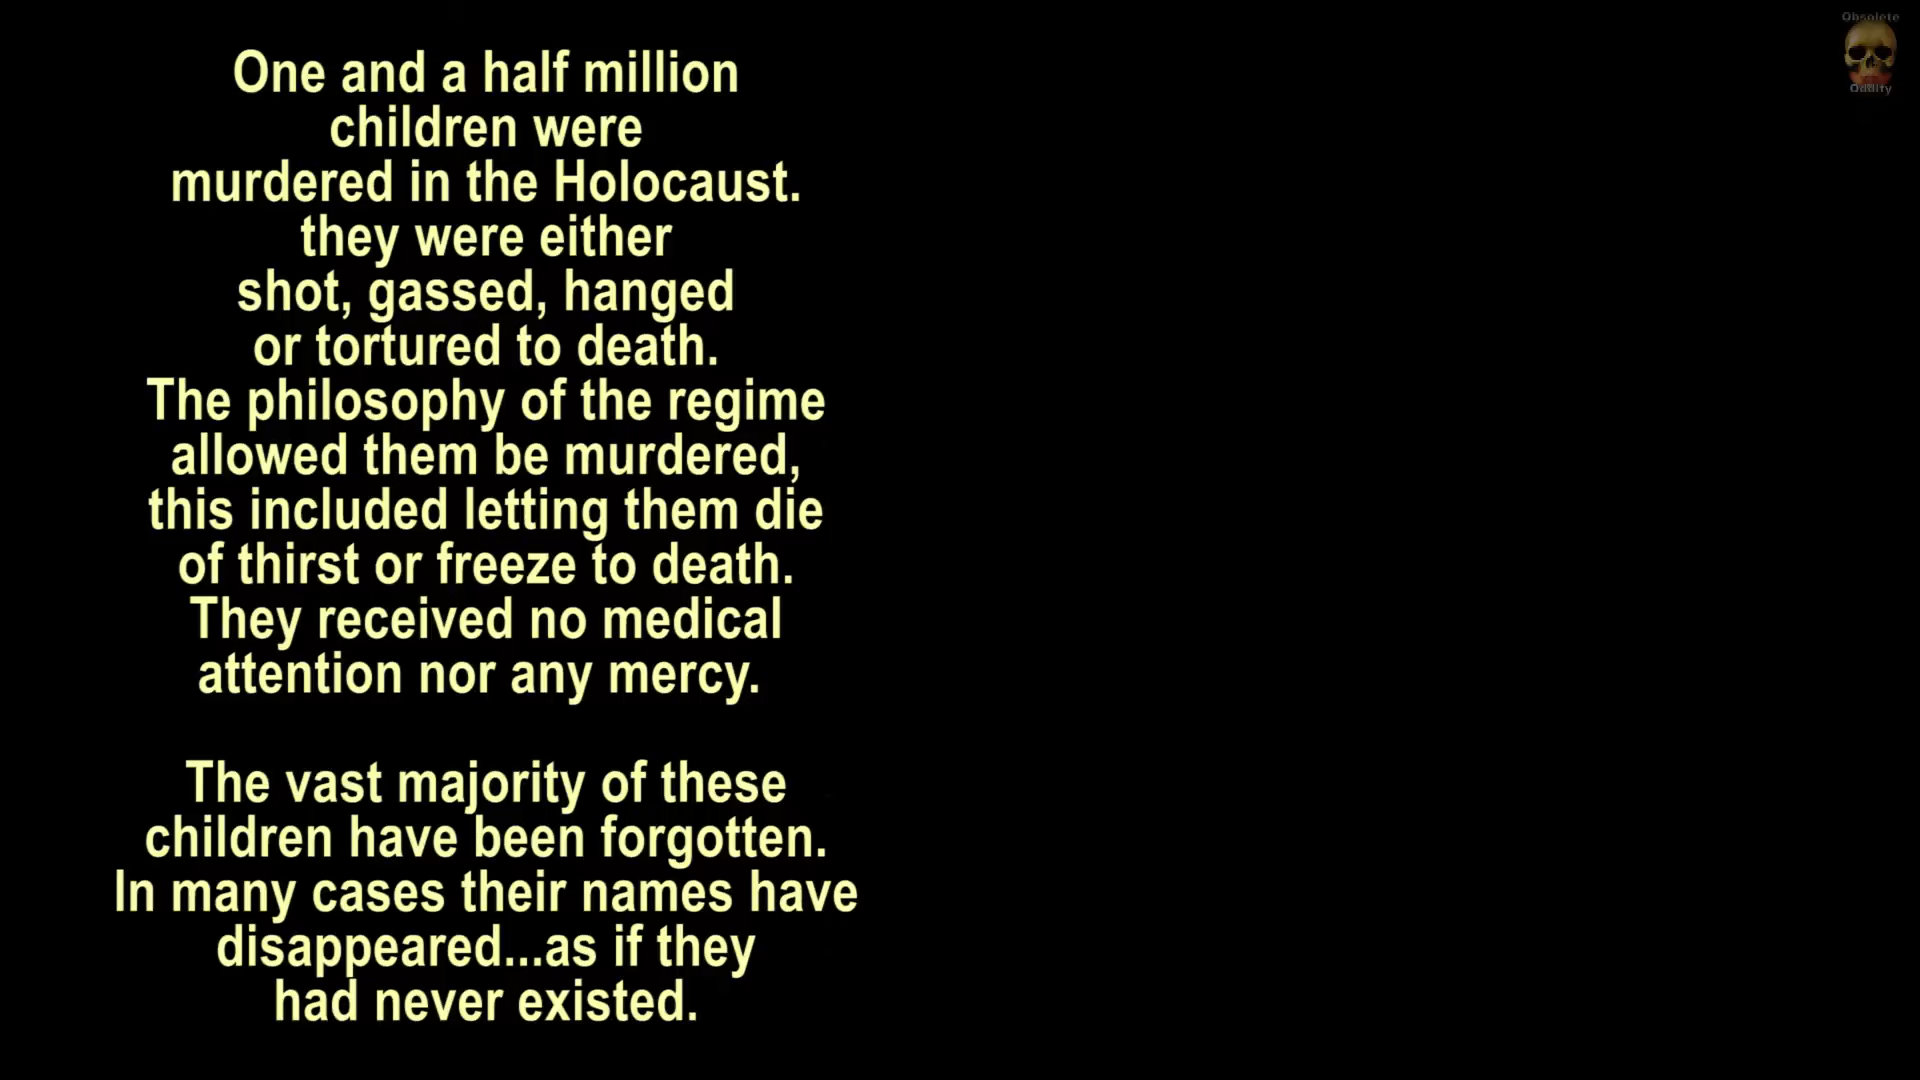 One and a half million
children were
murdered in the Holocaust.
they were either
shot, gassed, hanged
or tortured to death.
The philosophy of the regime
allowed them be murdered,
this included letting them die
of thirst or freeze to death.
They received no medical
attention nor any mercy.
The vast majority of these
children have been forgotten.
In many cases their names have
disappeared...as if they
had never existed.
Obsolete
Oddity